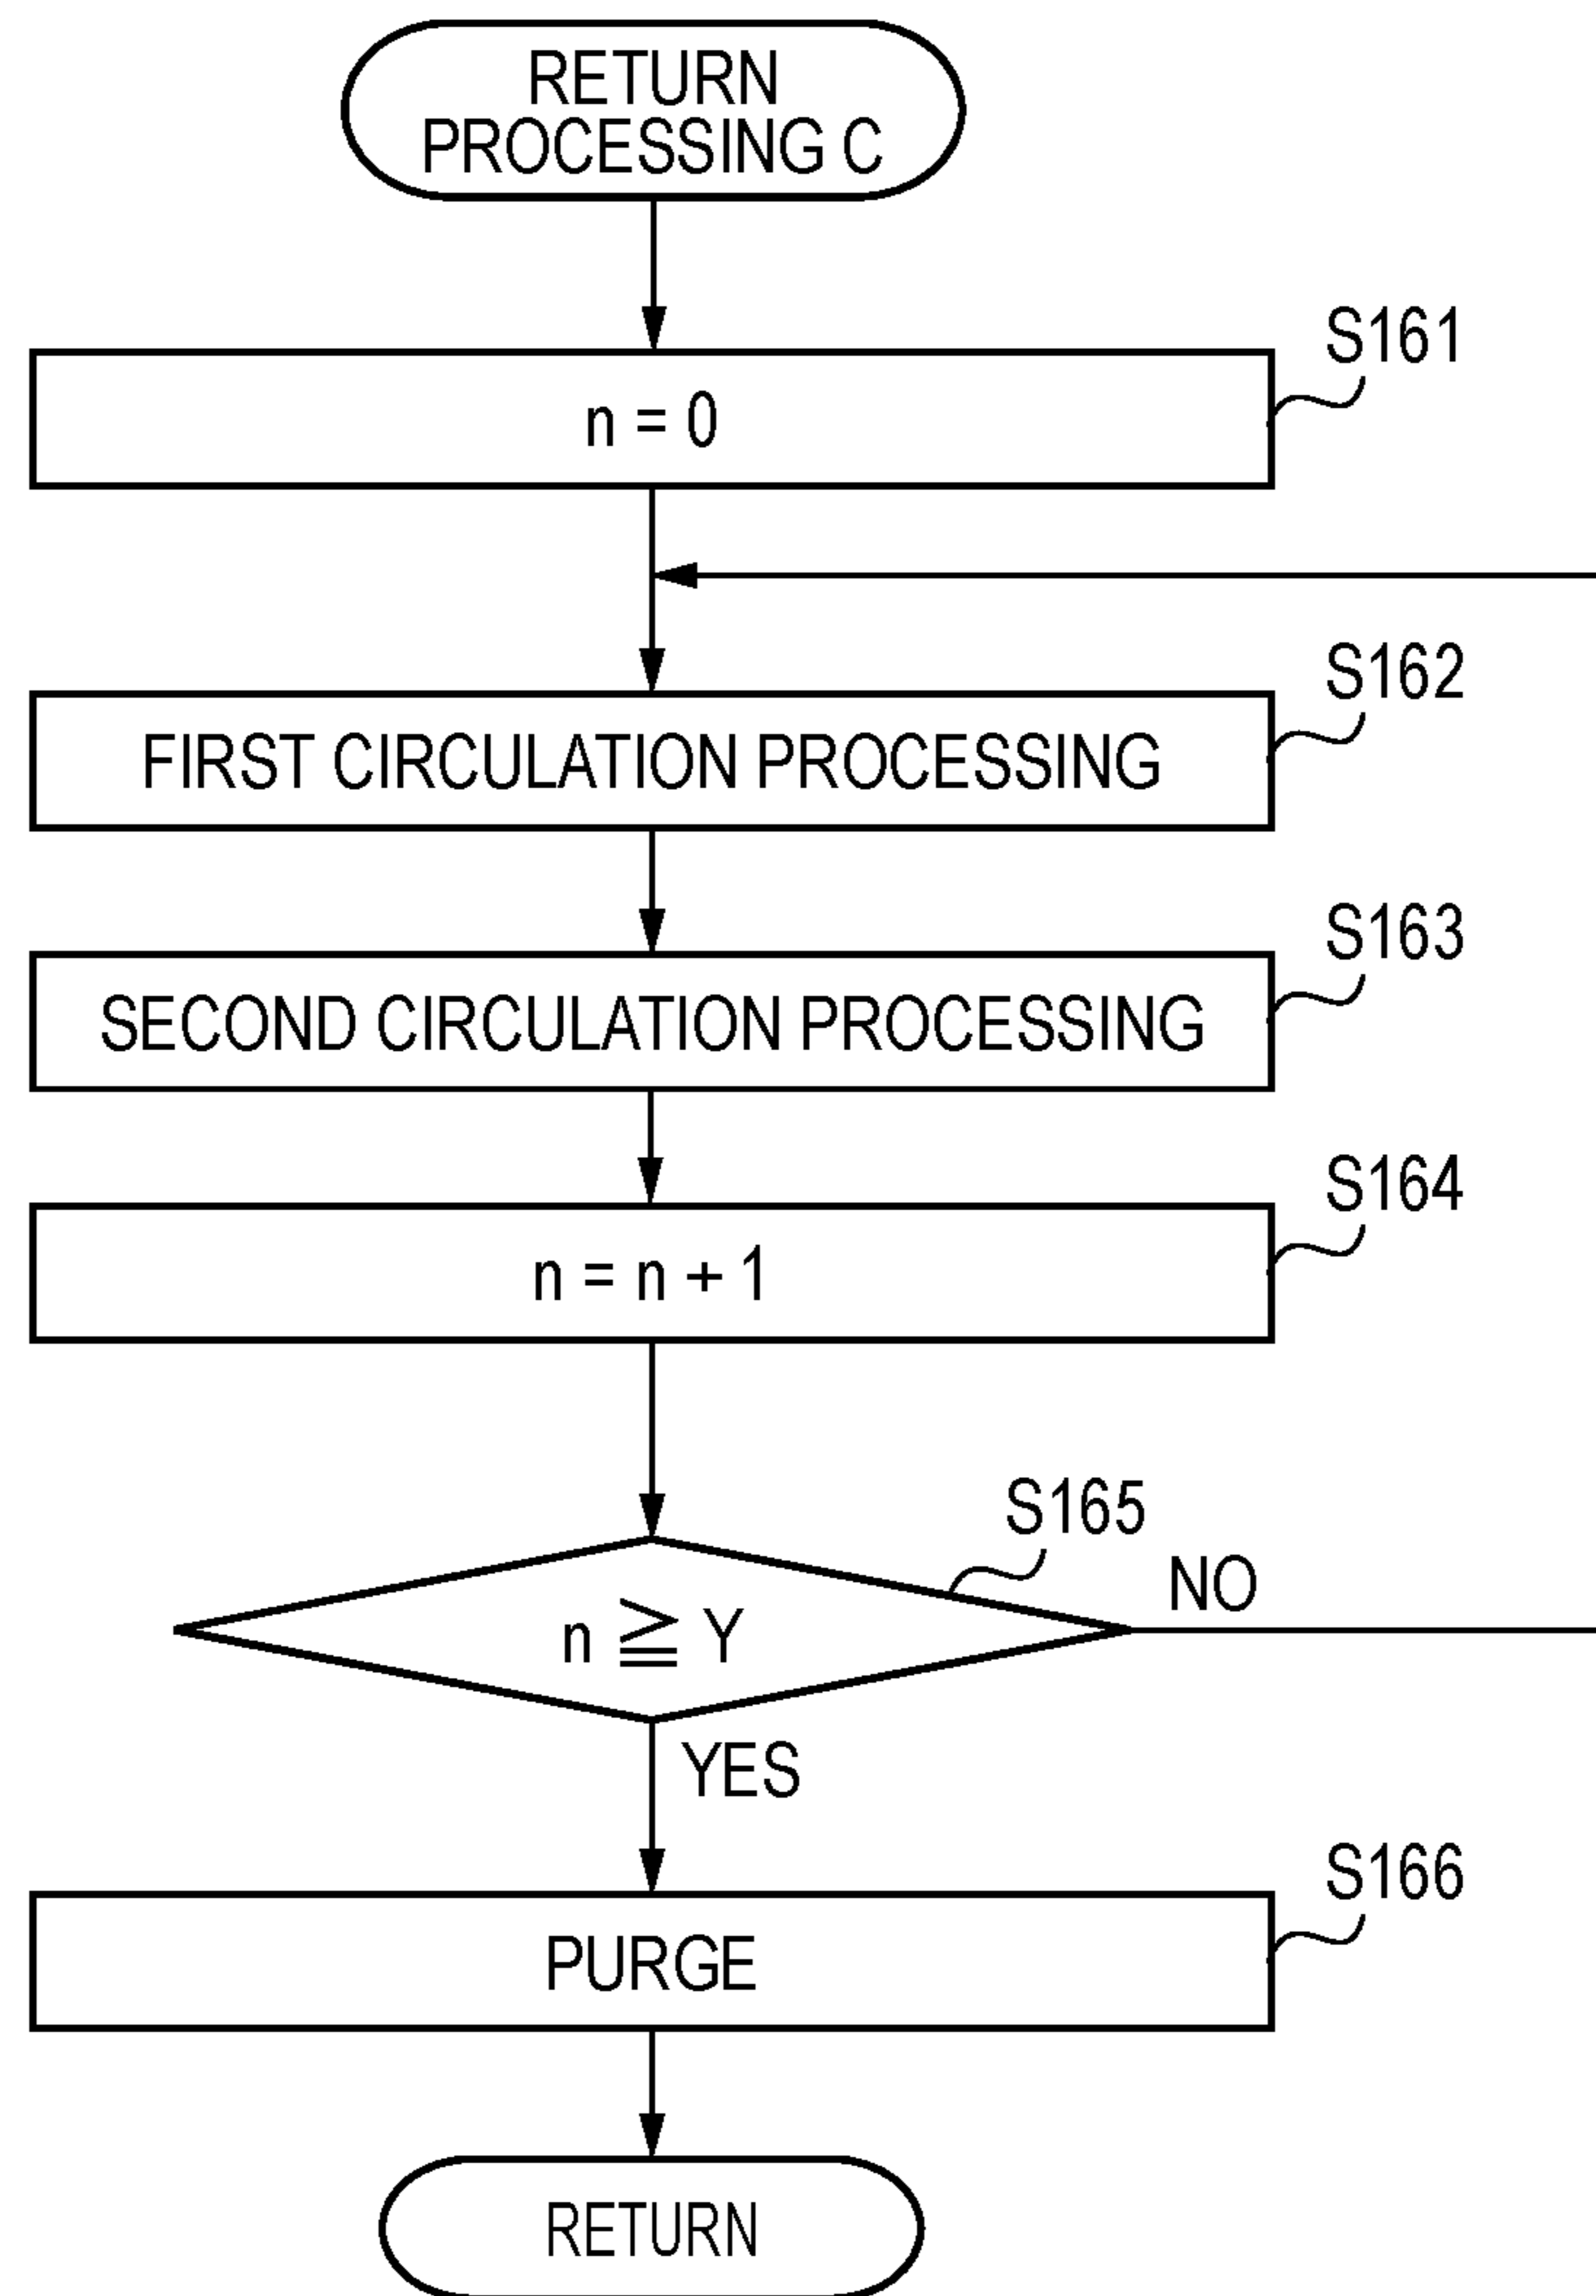 RETURN
PROCESSING C
S161
n = 0
S162
FIRST CIRCULATION PROCESSING
S163
SECOND CIRCULATION PROCESSING
S164
n = n + 1
S165
NO
n ≧ Y
YES
S166
PURGE
RETURN